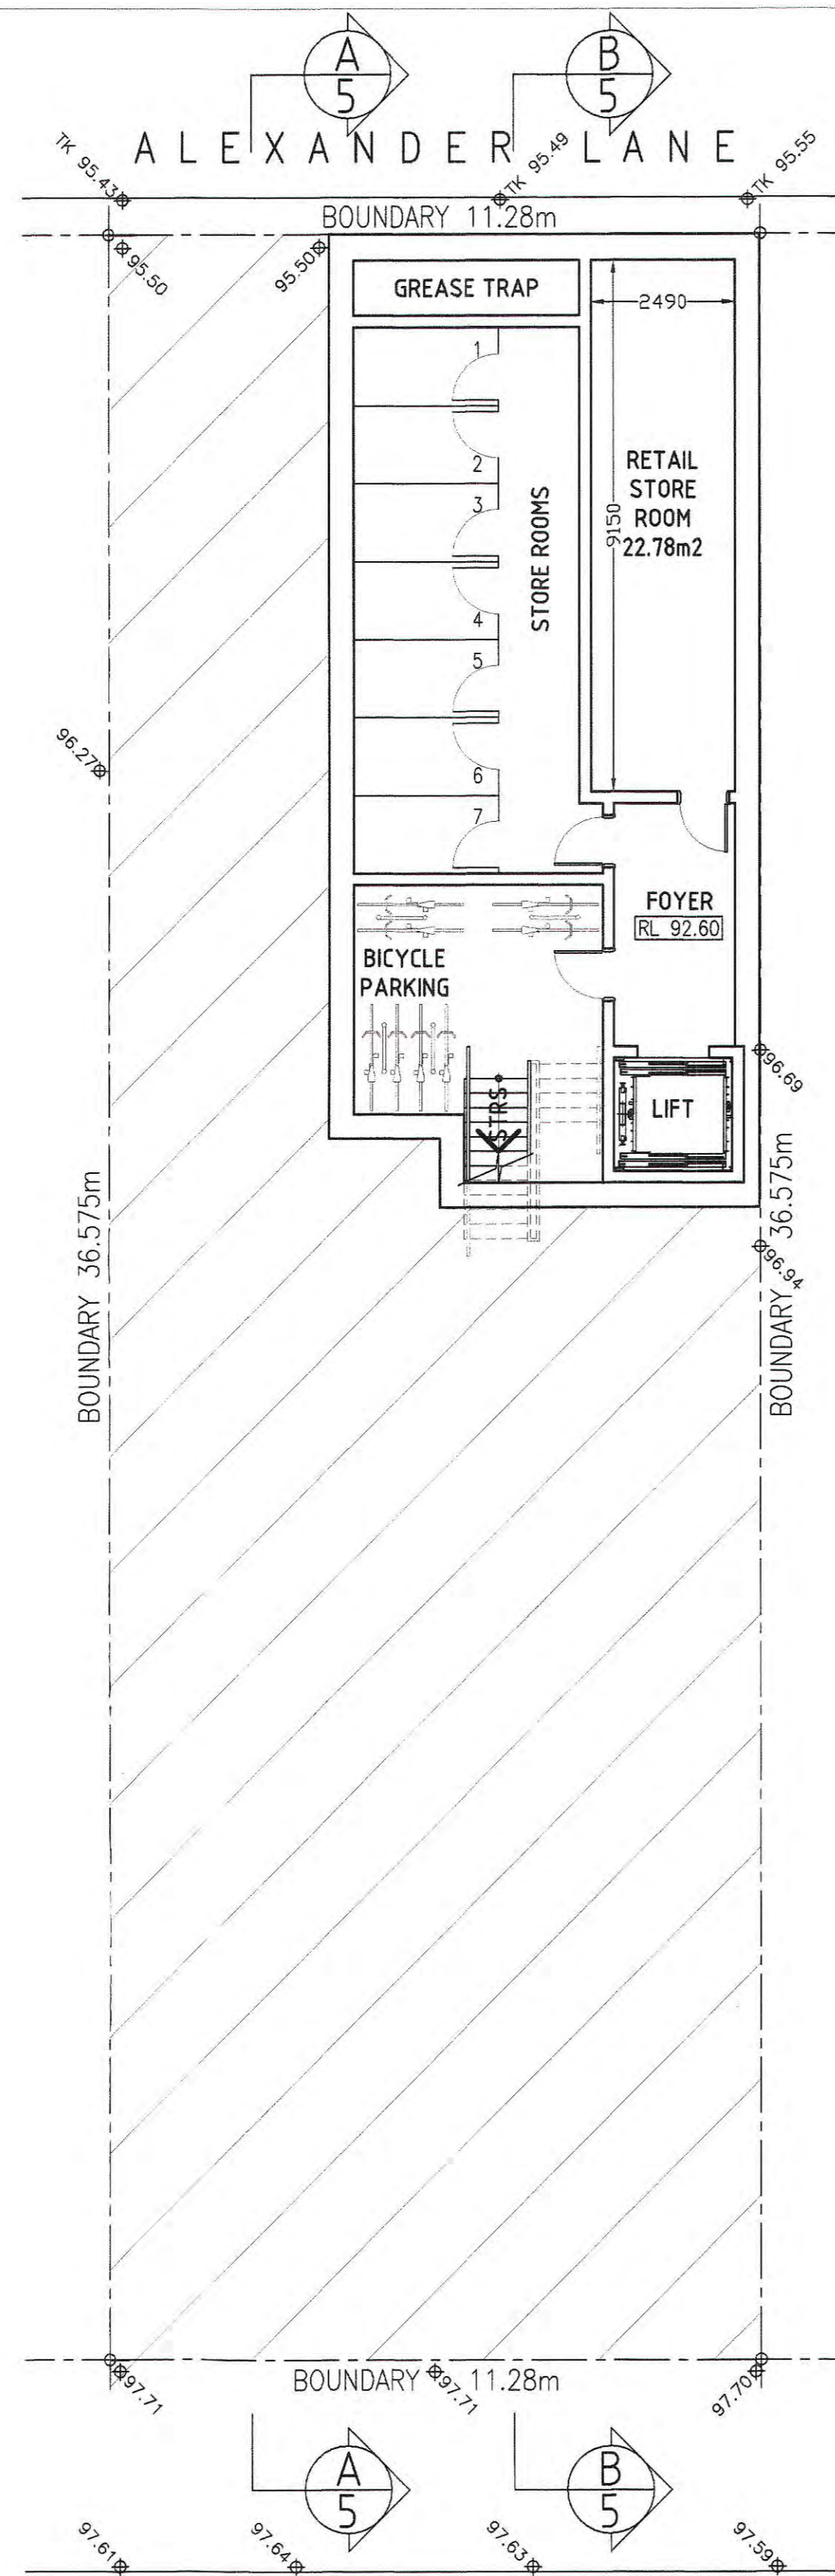 A
5
B
5
ALEXANDER LANE
TK 95.43
TK 95.49
TK 95.55
BOUNDARY 11.28m
95.50
95.50
GREASE TRAP
2490
1
2
3
4
5
6
7
STORE ROOMS
9150
RETAIL
STORE
ROOM
22.78m2
96.27
FOYER
RL 92.60
BICYCLE
PARKING
STRS
LIFT
96.69
BOUNDARY 36.575m
BOUNDARY 36.575m
96.94
97.71
BOUNDARY 11.28m
97.71
97.70
A
5
B
5
97.61
97.64
97.63
97.59